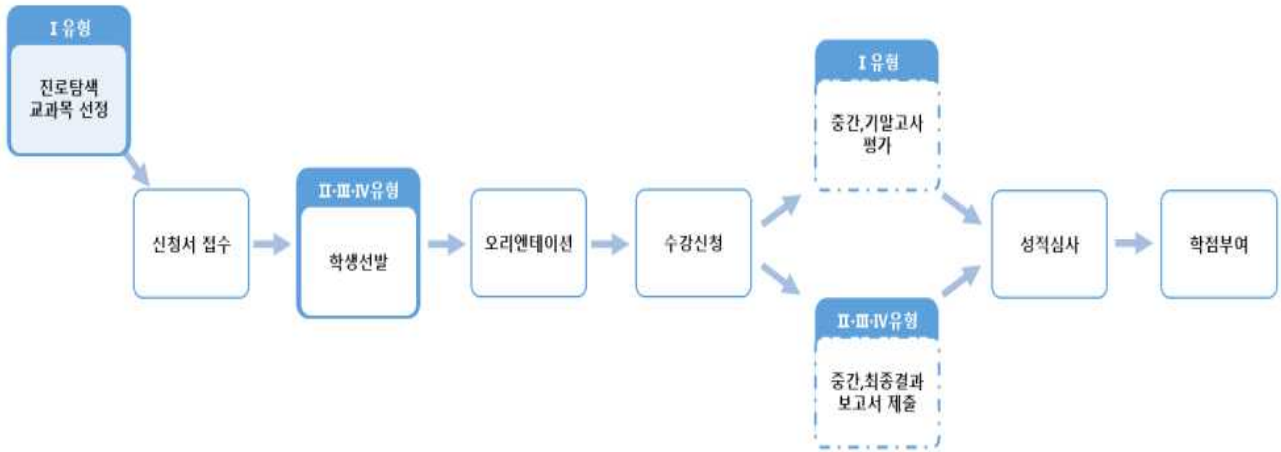 Ⅰ유형
진로탐색
교과목 선정
신청서 접수
Ⅱ·Ⅲ·Ⅳ유형
학생선발
오리엔테이션
수강신청
Ⅰ유형
중간,기말고사
평가
Ⅱ·Ⅲ·Ⅳ유형
중간,최종결과
보고서 제출
성적심사
학점부여